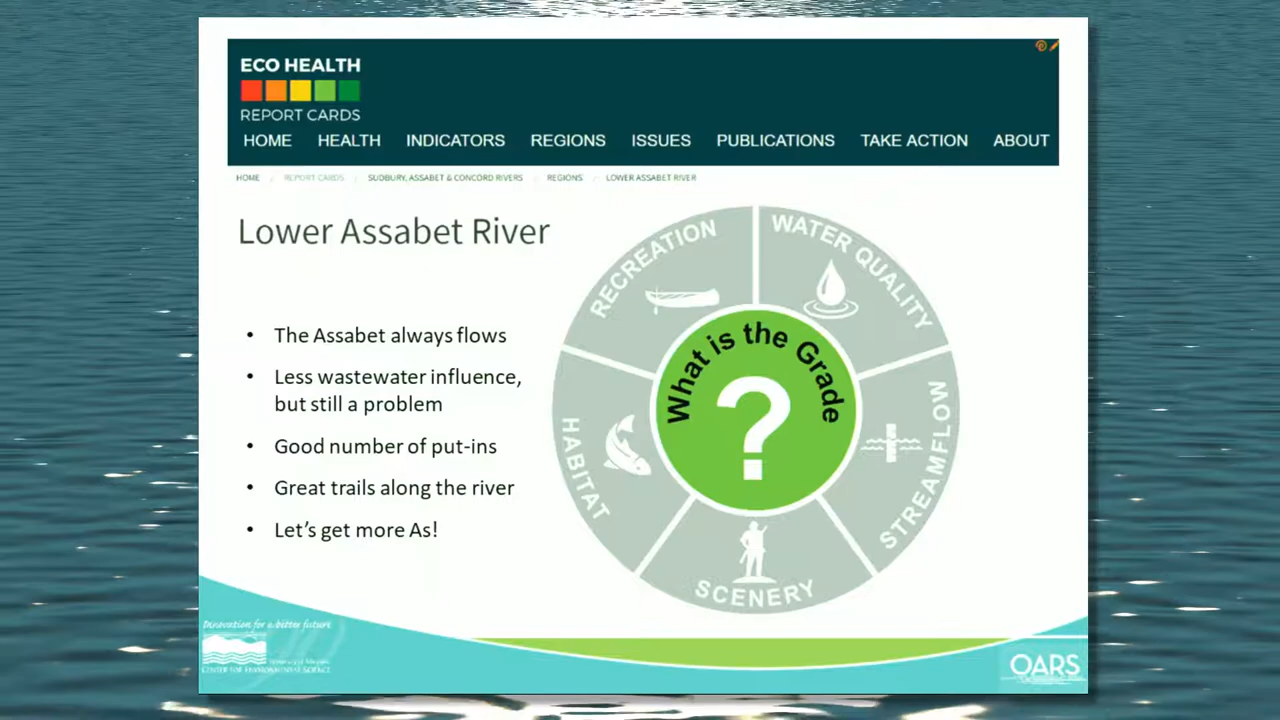 ECO HEALTH
REPORT CARDS
HOME HEALTH INDICATORS REGIONS ISSUES PUBLICATIONS TAKE ACTION ABOUT
HOME / REPORT CARDS / SUDBURY, ASSABET & CONCORD RIVERS / REGIONS / LOWER ASSABET RIVER
Lower Assabet River
• The Assabet always flows
• Less wastewater influence,
but still a problem
• Good number of put-ins
• Great trails along the river
• Let's get more As!
RECREATION
WATER QUALITY
HABITAT
STREAMFLOW
SCENERY
What is the Grade
?
Innovation for a better future
CENTER FOR ENVIRONMENTAL SCIENCE
OARS